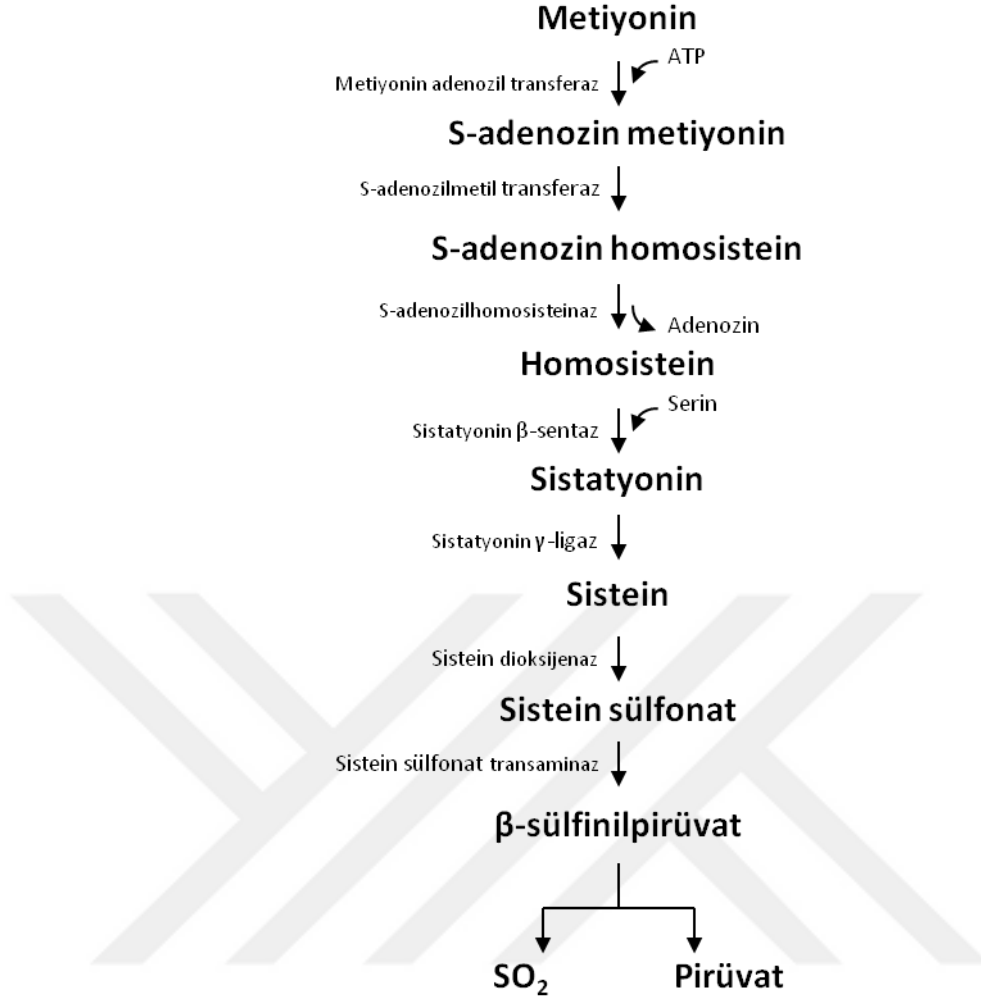 Metiyonin
ATP
Metiyonin adenozil transferaz
S-adenozin metiyonin
S-adenozilmetil transferaz
S-adenozin homosistein
S-adenozilhomosisteinaz
Adenozin
Homosistein
Serin
Sistatyonin β-sentaz
Sistatyonin
Sistatyonin γ-ligaz
Sistein
Sistein dioksijenaz
Sistein sülfonat
Sistein sülfonat transaminaz
β-sülfinilpirüvat
SO₂ Pirüvat